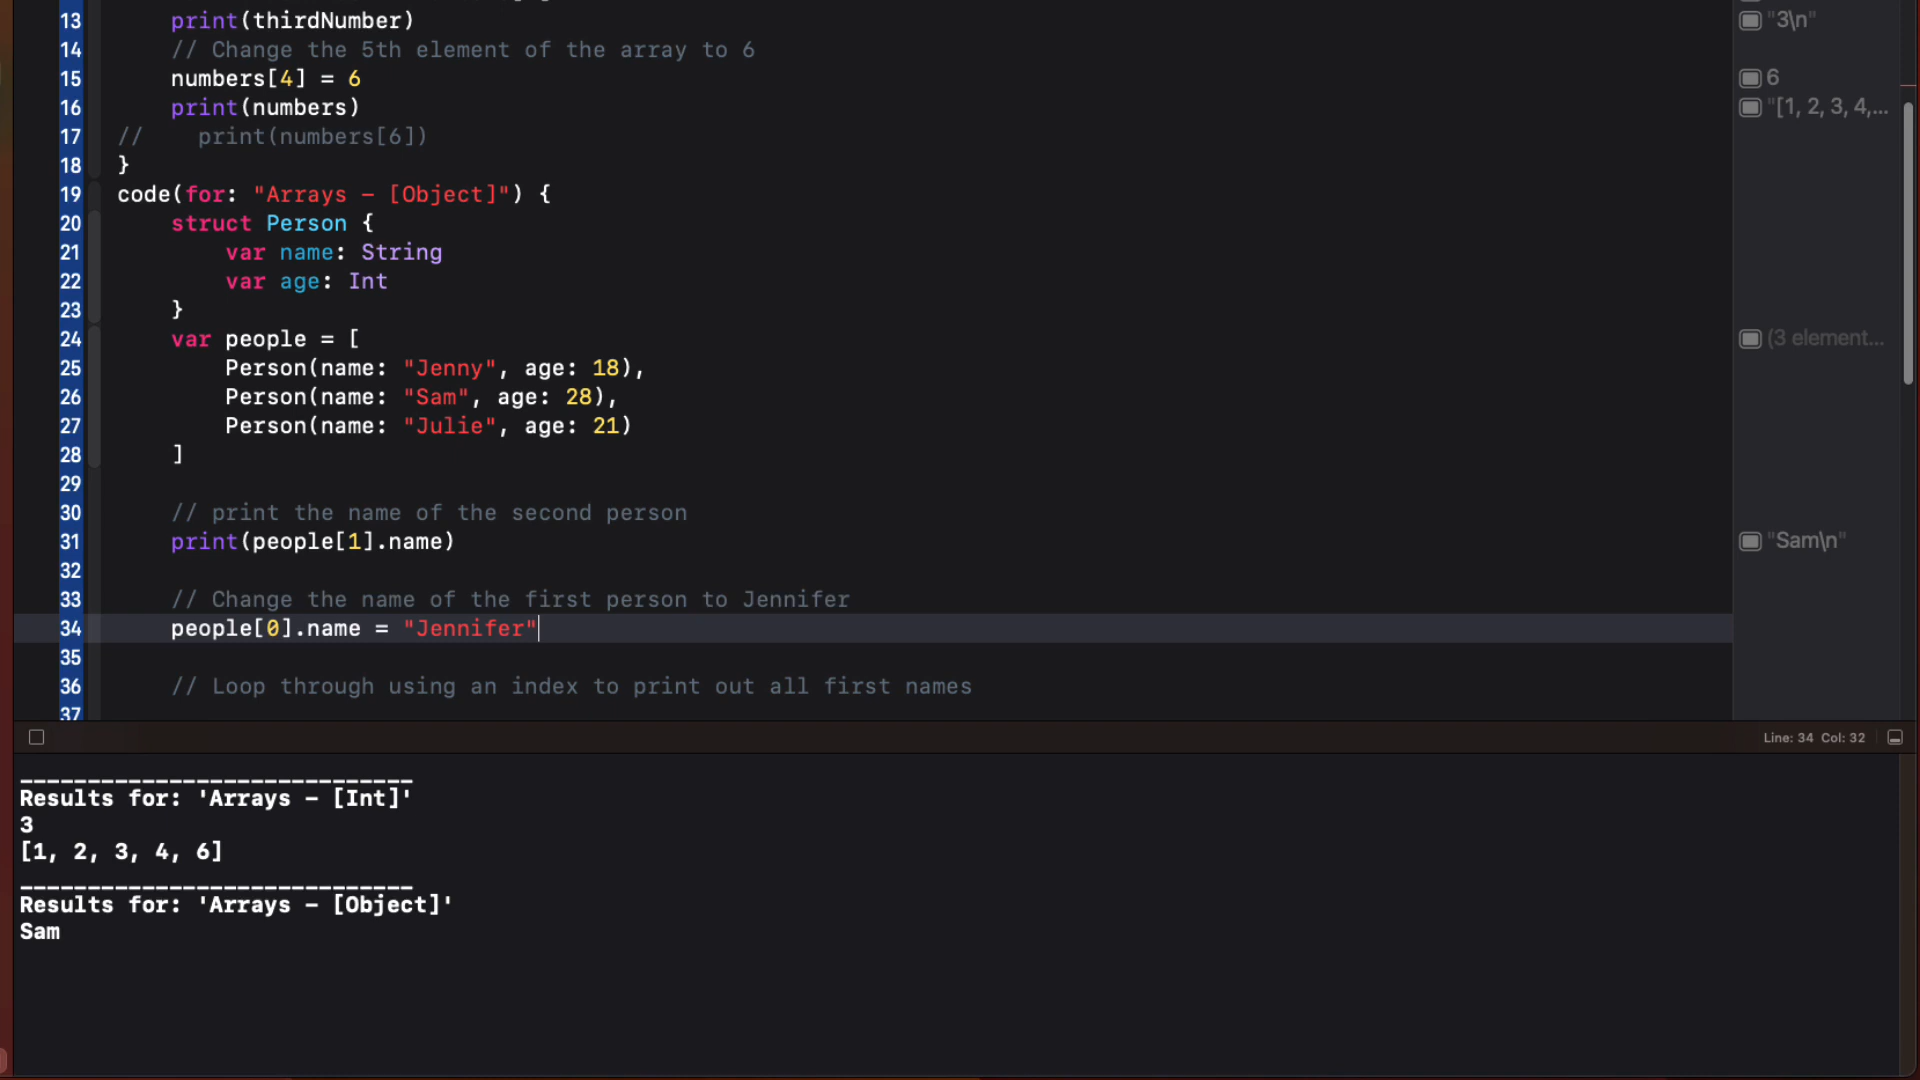 13 print(thirdNumber) "3\n"
14 // Change the 5th element of the array to 6
15 numbers[4] = 6 6
16 print(numbers) "[1, 2, 3, 4,...
17 // print(numbers[6])
18 }
19 code(for: "Arrays – [Object]") {
20 struct Person {
21 var name: String
22 var age: Int
23 }
24 var people = [ (3 element...
25 Person(name: "Jenny", age: 18),
26 Person(name: "Sam", age: 28),
27 Person(name: "Julie", age: 21)
28 ]
29
30 // print the name of the second person
31 print(people[1].name) "Sam\n"
32
33 // Change the name of the first person to Jennifer
34 people[0].name = "Jennifer"
35
36 // Loop through using an index to print out all first names
37
Line: 34 Col: 32
_____________________________
Results for: 'Arrays – [Int]'
3
[1, 2, 3, 4, 6]
_____________________________
Results for: 'Arrays – [Object]'
Sam